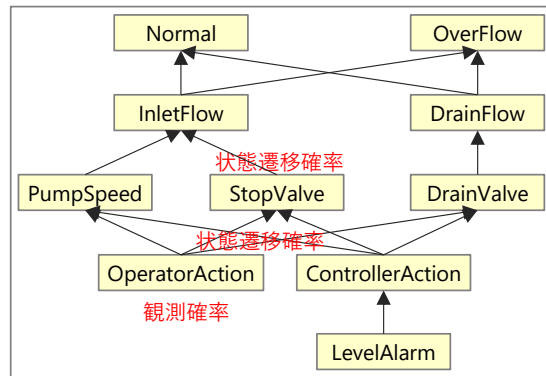 Normal
OverFlow
InletFlow
DrainFlow
状態遷移確率
PumpSpeed
StopValve
DrainValve
状態遷移確率
OperatorAction
ControllerAction
観測確率
LevelAlarm